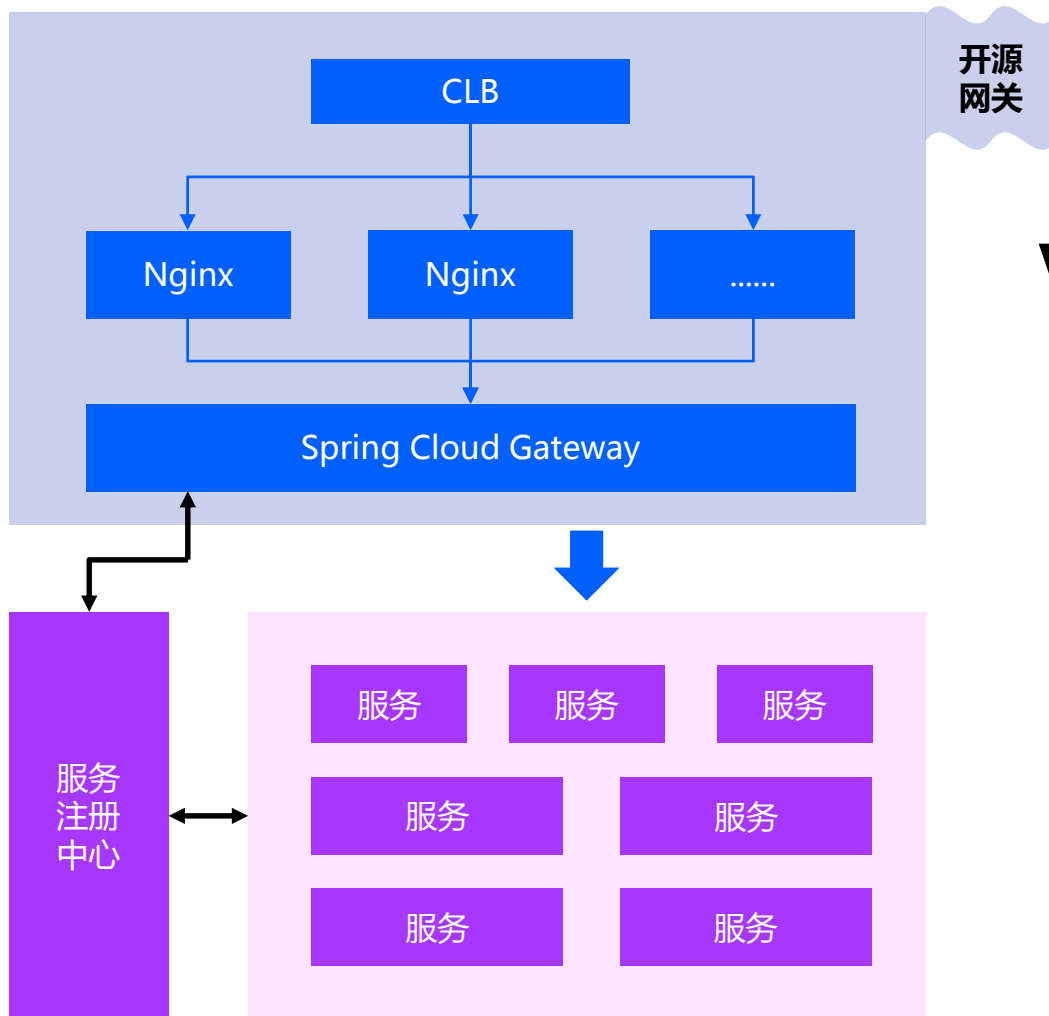 CLB
开源
网关
Nginx
Nginx
......
Spring Cloud Gateway
服务
注册
中心
服务
服务
服务
服务
服务
服务
服务